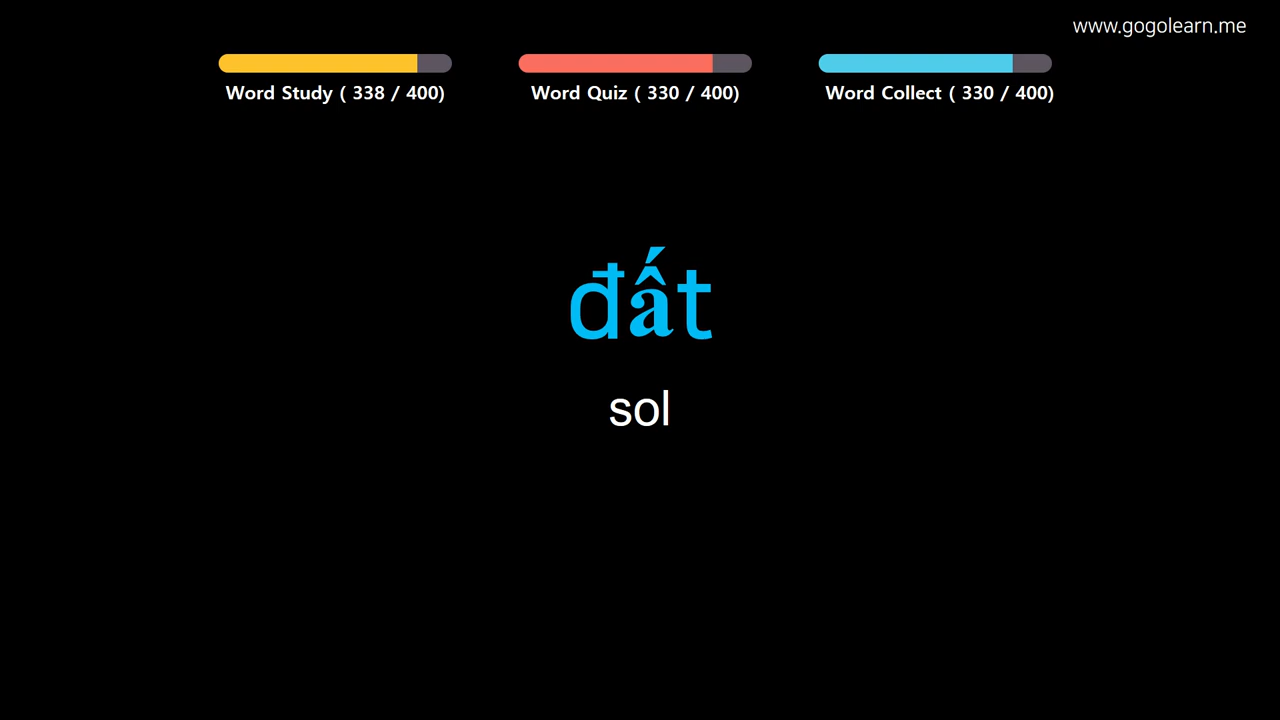 www.gogolearn.me
Word Study ( 338 / 400)
Word Quiz ( 330 / 400)
Word Collect ( 330 / 400)
đất
sol